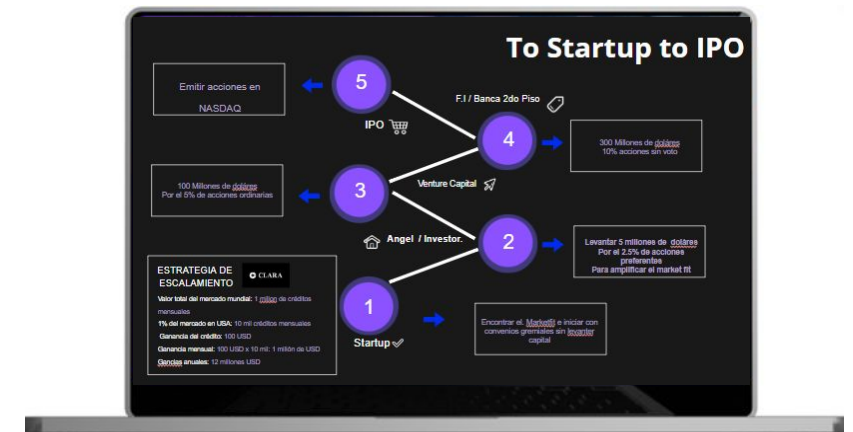 To Startup to IPO
5
Emitir acciones en
NASDAQ
IPO
F.I / Banca 2do Piso
4
300 Millones de doláres
10% acciones sin voto
3
100 Millones de doláres
Por el 5% de acciones ordinarias
Venture Capital
Angel / Investor.
2
Levantar 5 millones de doláres
Por el 2.5% de acciones
preferentes
Para amplificar el market fit
ESTRATEGIA DE
ESCALAMIENTO
CLARA
Valor total del mercado mundial: 1 million de créditos
mensuales
1% del mercado en USA: 10 mil créditos mensuales
Ganancia del crédito: 100 USD
Ganancia mensual: 100 USD x 10 mil: 1 millón de USD
Gancias anuales: 12 millones USD
1
Startup
Encontrar el. Marketfit e iniciar con
convenios gremiales sin levanter
capital